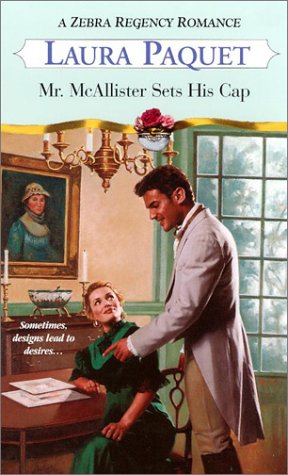 A ZEBRA REGENCY ROMANCE
LAURA PAQUET
Mr. McAllister Sets His Cap
Sometimes,
designs lead to
desires...